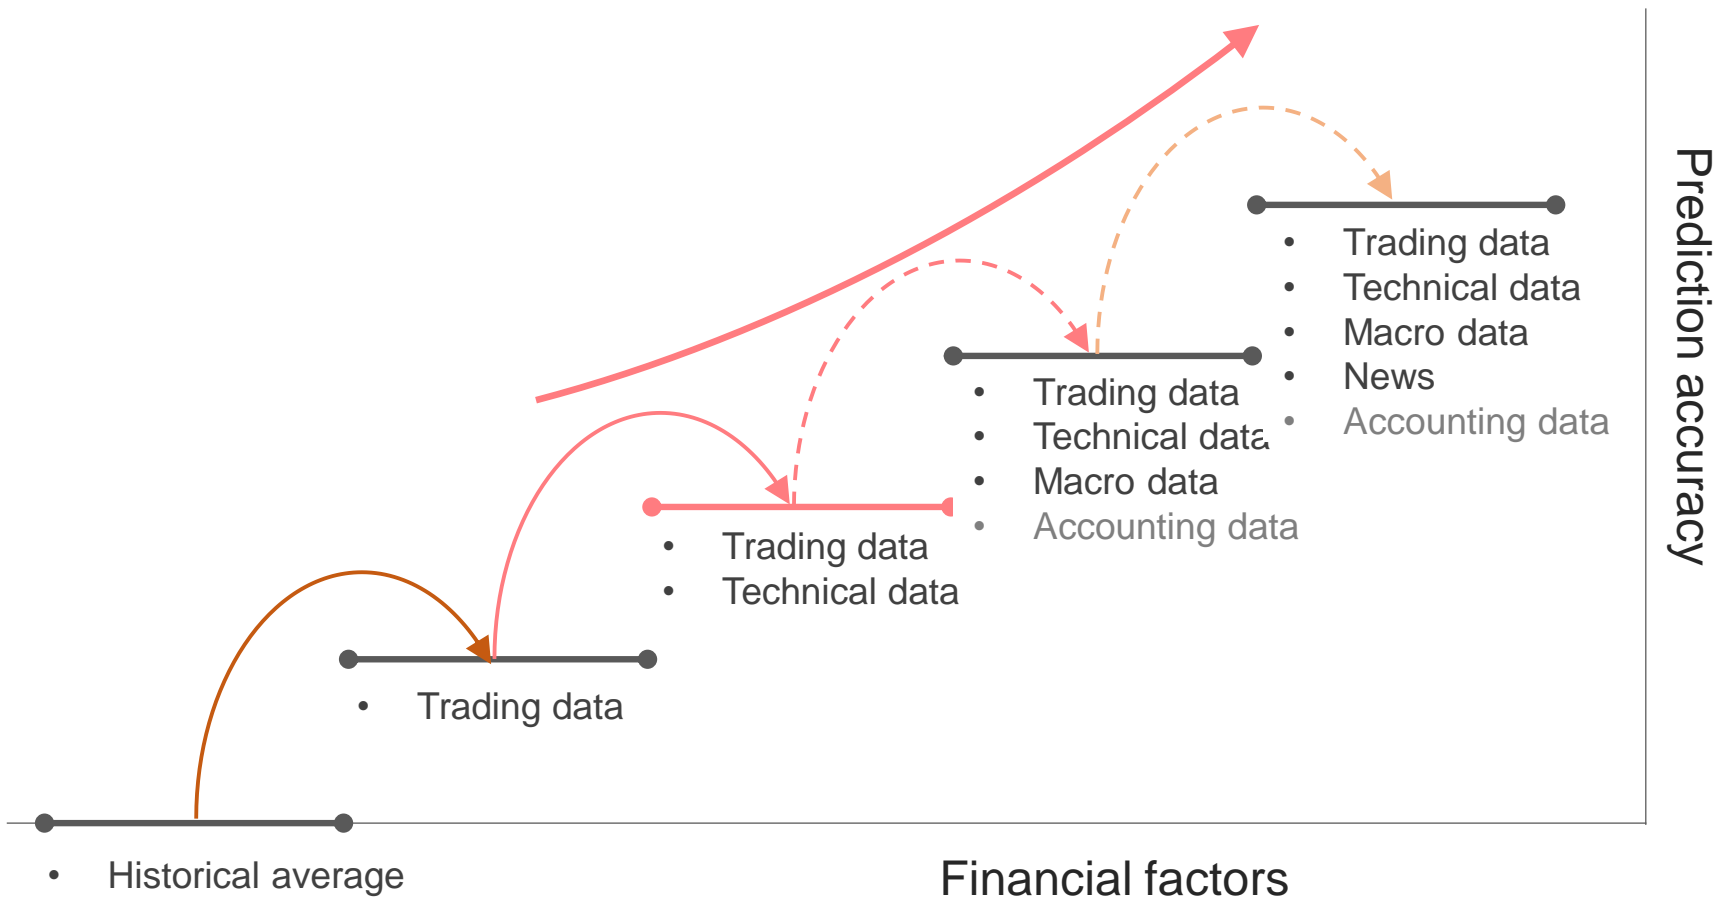 • Trading data
• Technical data
• Macro data
• News
• Accounting data
• Trading data
• Technical data
• Macro data
• Accounting data
• Trading data
• Technical data
• Trading data
• Historical average
Financial factors
Prediction accuracy